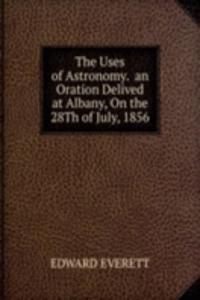 The Uses
of Astronomy. an
Oration Delived
at Albany, On the
28Th of July, 1856
EDWARD EVERETT